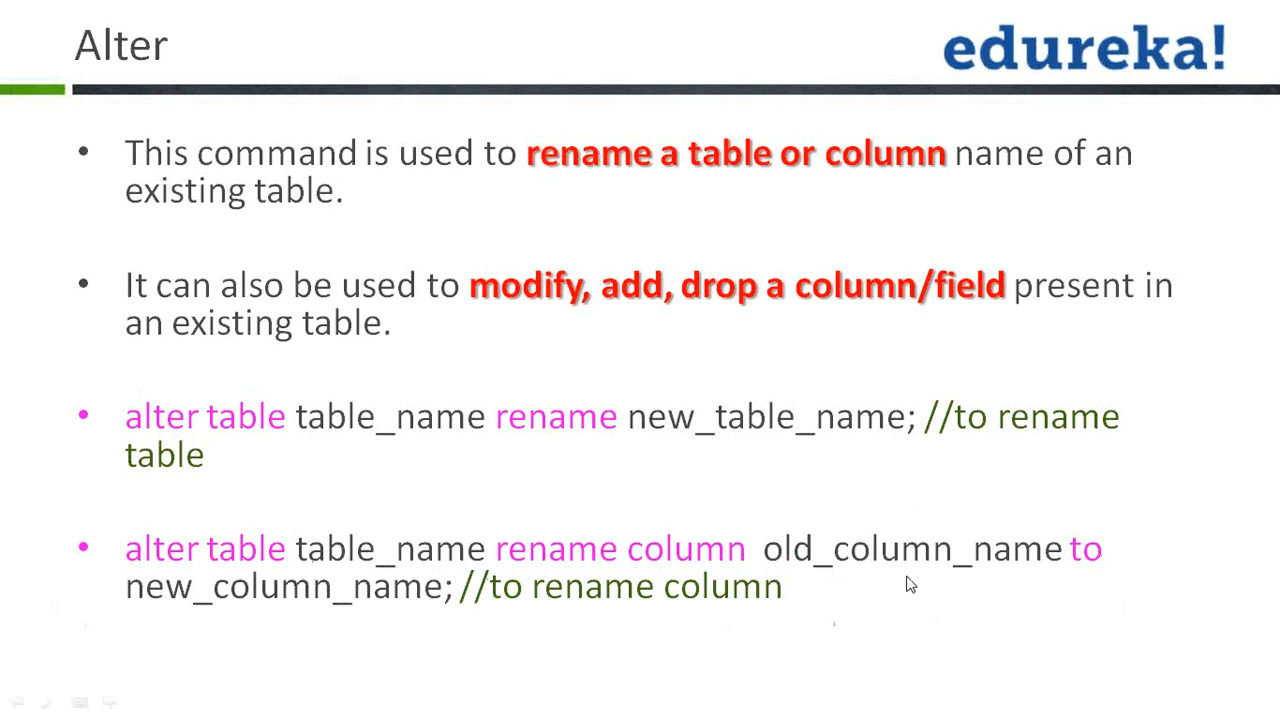 Alter
edureka!
• This command is used to rename a table or column name of an
existing table.
• It can also be used to modify, add, drop a column/field present in
an existing table.
• alter table table_name rename new_table_name; //to rename
table
• alter table table_name rename column old_column_name to
new_column_name; //to rename column